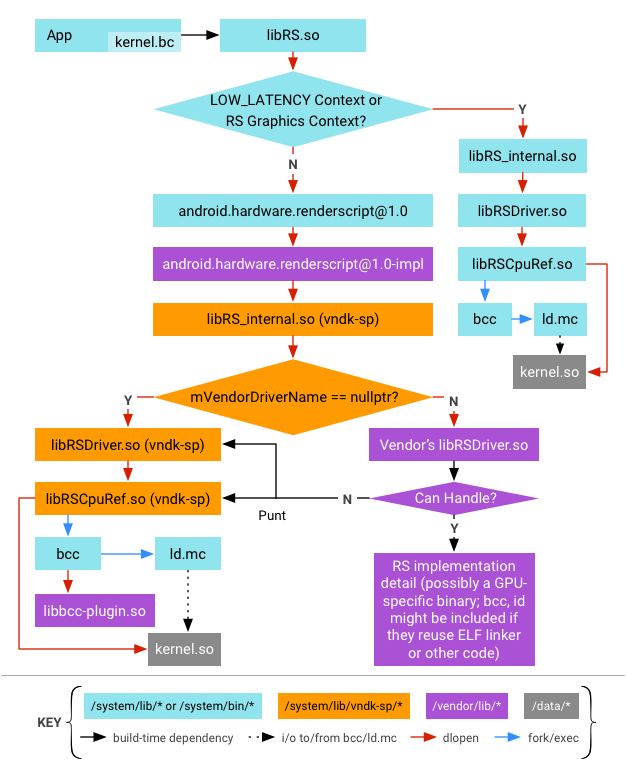 App
kernel.bc
libRS.so
LOW_LATENCY Context or
RS Graphics Context?
Y
N
libRS_internal.so
android.hardware.renderscript@1.0
libRSDriver.so
android.hardware.renderscript@1.0-impl
libRSCpuRef.so
libRS_internal.so (vndk-sp)
bcc
ld.mc
kernel.so
mVendorDriverName == nullptr?
Y
N
libRSDriver.so (vndk-sp)
Vendor's libRSDriver.so
libRSCpuRef.so (vndk-sp)
N
Can Handle?
Punt
Y
bcc
ld.mc
RS implementation
detail (possibly a GPU-
specific binary; bcc, id
might be included if
they reuse ELF linker
or other code)
libbcc-plugin.so
kernel.so
KEY
/system/lib/* or /system/bin/*
/system/lib/vndk-sp/*
/vendor/lib/*
/data/*
build-time dependency
i/o to/from bcc/ld.mc
dlopen
fork/exec